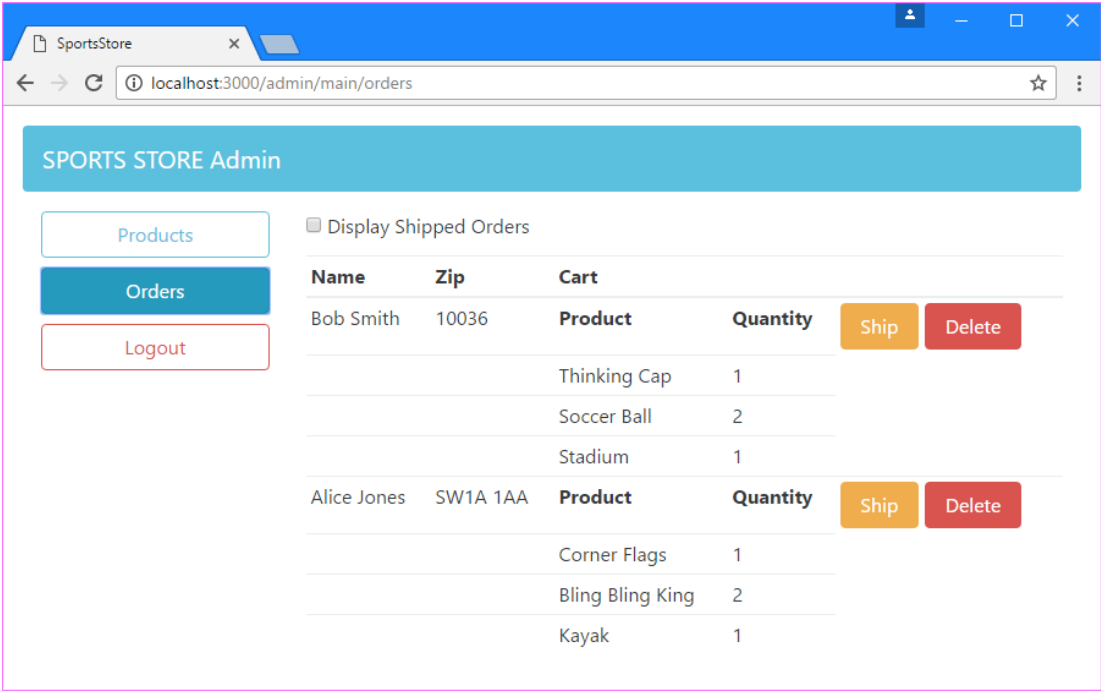 SportsStore
localhost:3000/admin/main/orders
SPORTS STORE Admin
Products
Orders
Logout
Display Shipped Orders
Name Zip Cart
Bob Smith 10036 Product Quantity Ship Delete
Thinking Cap 1
Soccer Ball 2
Stadium 1
Alice Jones SW1A 1AA Product Quantity Ship Delete
Corner Flags 1
Bling Bling King 2
Kayak 1